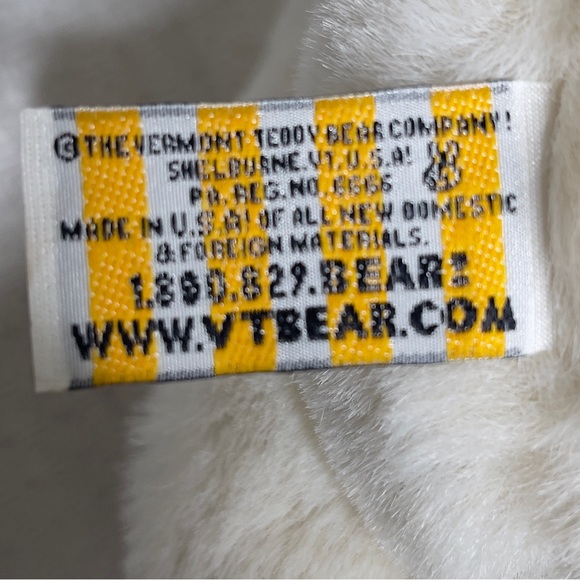 © THE VERMONT TEDDY BEAR COMPANY!
SHELBURNE, VT. U.S.A!
PA. REG. NO. 6666
MADE IN U.S.A! OF ALL NEW DOMESTIC
& FOREIGN MATERIALS.
1.800.829.BEAR!
WWW.VTBEAR.COM